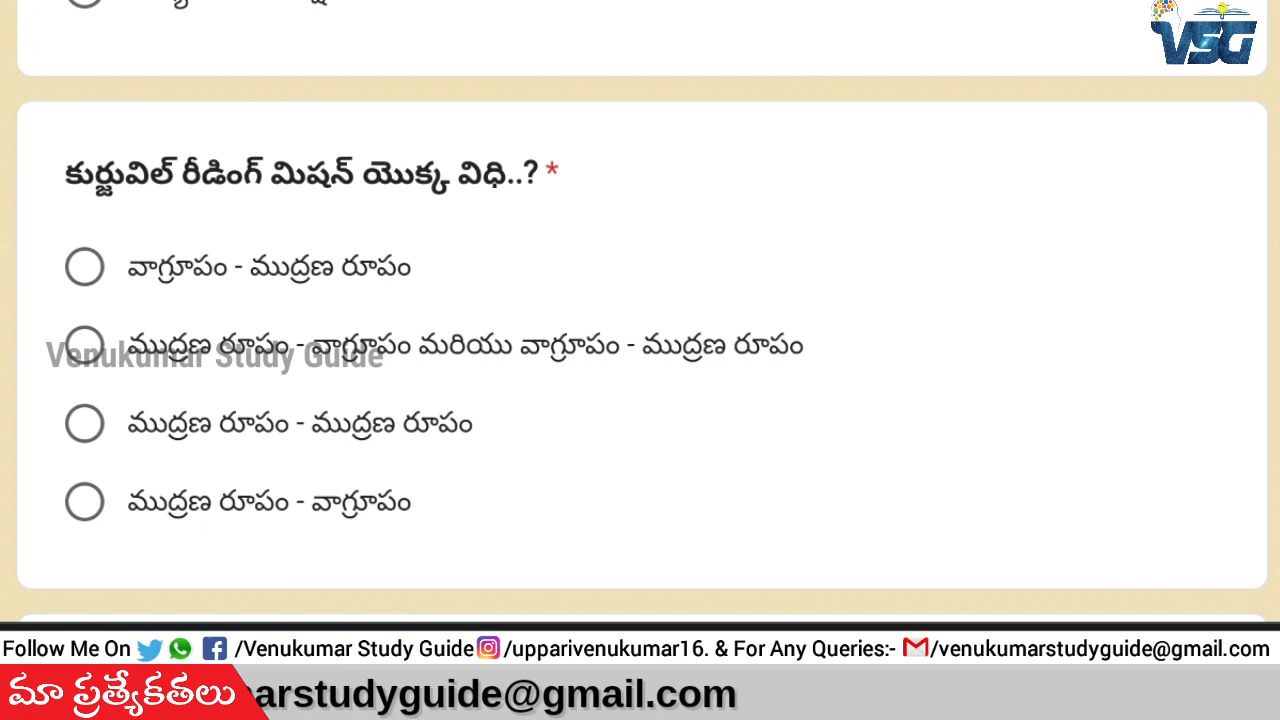 VSG
కుర్జువిల్ రీడింగ్ మిషన్ యొక్క విధి..? *
వాగ్రూపం - ముద్రణ రూపం
ముద్రణ రూపం - వాగ్రూపం మరియు వాగ్రూపం - ముద్రణ రూపం
Venukumar Study Guide
ముద్రణ రూపం - ముద్రణ రూపం
ముద్రణ రూపం - వాగ్రూపం
Follow Me On /Venukumar Study Guide /upparivenukumar16. & For Any Queries:- /venukumarstudyguide@gmail.com
మా ప్రత్యేకతలు arstudyguide@gmail.com